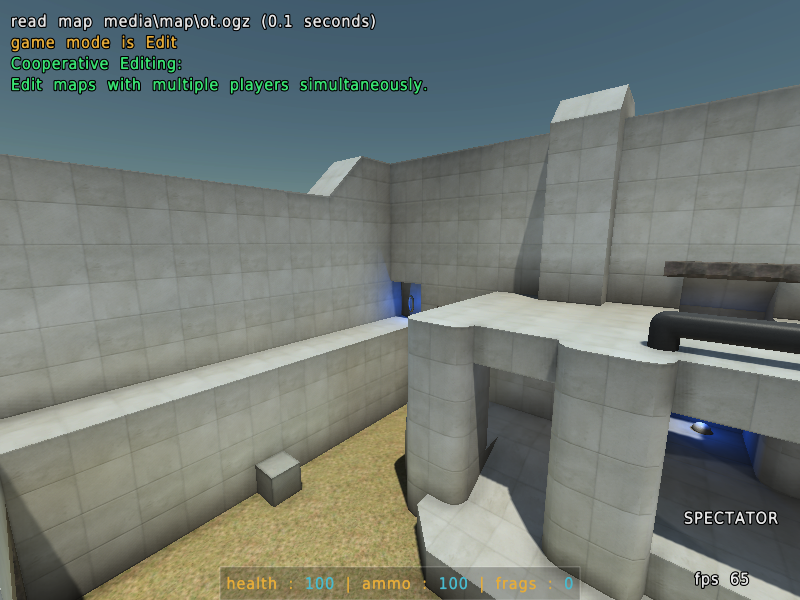 read map media\map\ot.ogz (0.1 seconds)
game mode is Edit
Cooperative Editing:
Edit maps with multiple players simultaneously.
SPECTATOR
fps 65
health : 100 | ammo : 100 | frags : 0